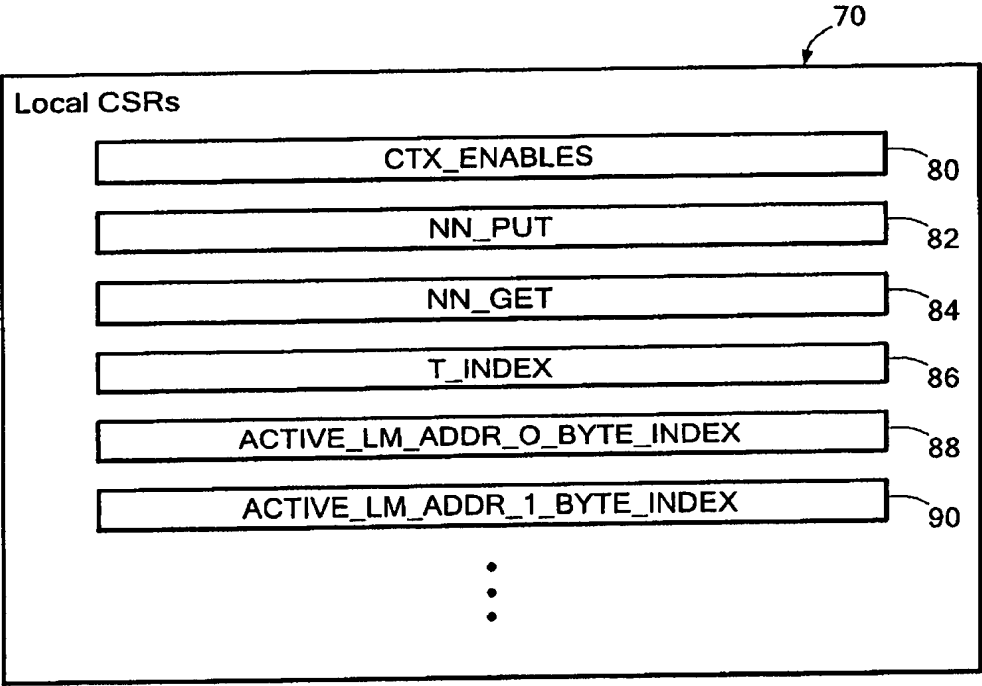 70
Local CSRs
CTX_ENABLES
80
NN_PUT
82
NN_GET
84
T_INDEX
86
ACTIVE_LM_ADDR_O_BYTE_INDEX
88
ACTIVE_LM_ADDR_1_BYTE_INDEX
90